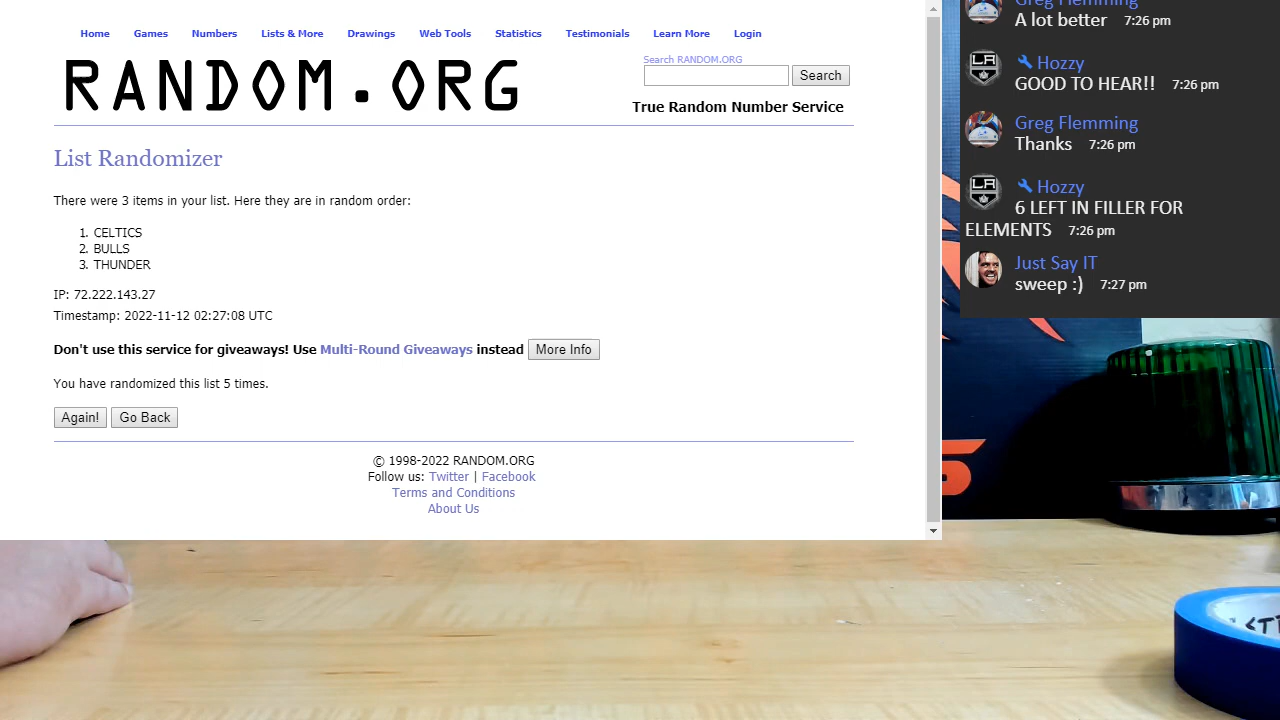 Home Games Numbers Lists & More Drawings Web Tools Statistics Testimonials Learn More Login
RANDOM.ORG
Search RANDOM.ORG
Search
True Random Number Service
List Randomizer
There were 3 items in your list. Here they are in random order:
1. CELTICS
2. BULLS
3. THUNDER
IP: 72.222.143.27
Timestamp: 2022-11-12 02:27:08 UTC
Don't use this service for giveaways! Use Multi-Round Giveaways instead More Info
You have randomized this list 5 times.
Again! Go Back
© 1998-2022 RANDOM.ORG
Follow us: Twitter | Facebook
Terms and Conditions
About Us
Greg Flemming
A lot better 7:26 pm
Hozzy
GOOD TO HEAR!! 7:26 pm
Greg Flemming
Thanks 7:26 pm
Hozzy
6 LEFT IN FILLER FOR
ELEMENTS 7:26 pm
Just Say IT
sweep :) 7:27 pm
LA
LA